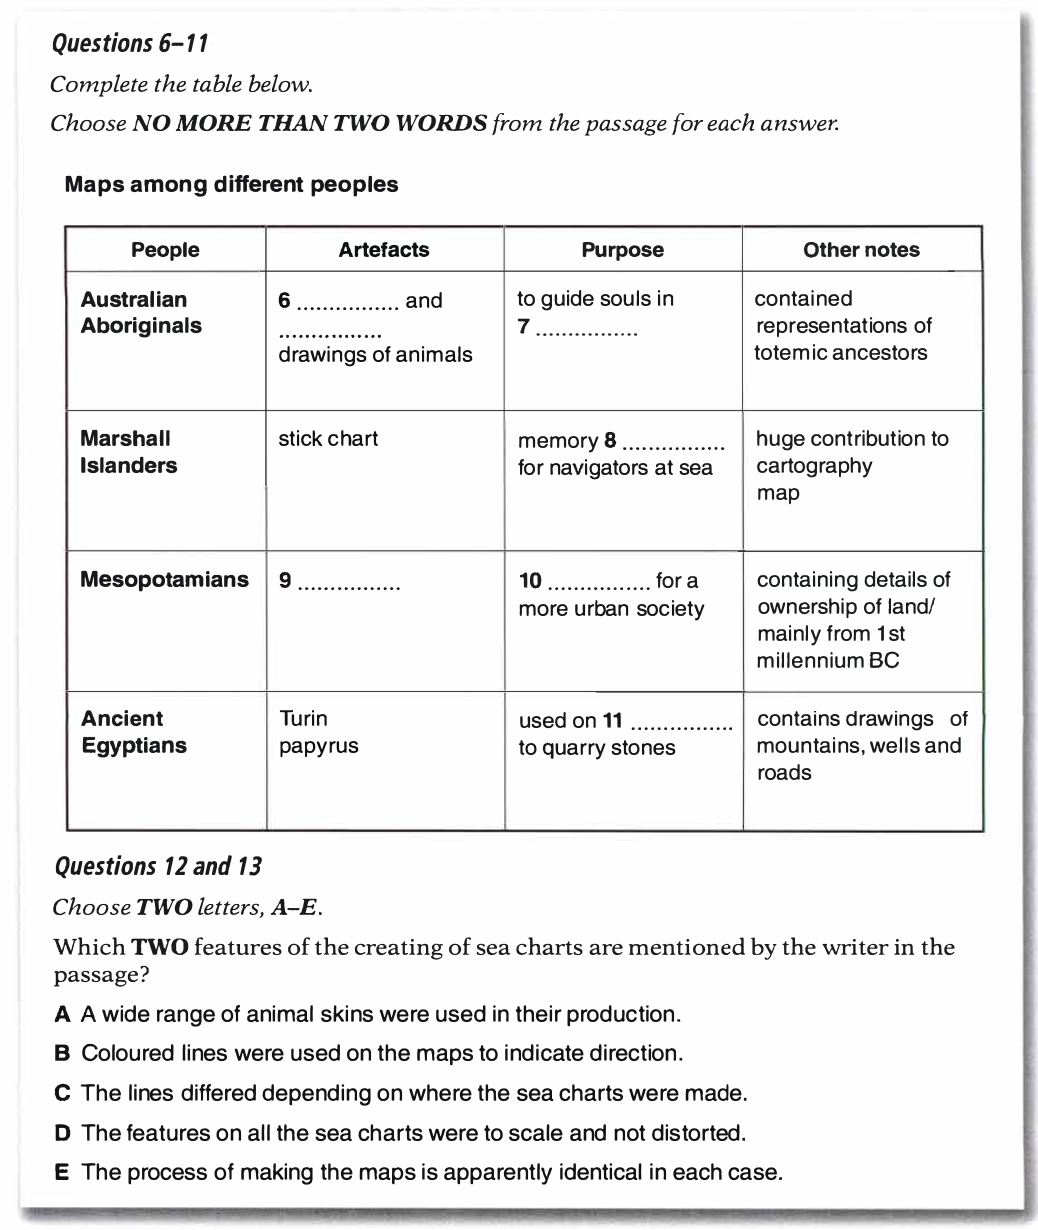 Questions 6–11
Complete the table below.
Choose NO MORE THAN TWO WORDS from the passage for each answer.
Maps among different peoples
People Artefacts Purpose Other notes
Australian Aboriginals
6 ................ and
................
drawings of animals
to guide souls in
7 ................
contained
representations of
totemic ancestors
Marshall
Islanders
stick chart
memory 8 ................
for navigators at sea
huge contribution to
cartography
map
Mesopotamians
9 ................
10 ................ for a
more urban society
containing details of
ownership of land/
mainly from 1st
millennium BC
Ancient
Egyptians
Turin
papyrus
used on 11 ................
to quarry stones
contains drawings of
mountains, wells and
roads
Questions 12 and 13
Choose TWO letters, A–E.
Which TWO features of the creating of sea charts are mentioned by the writer in the
passage?
A A wide range of animal skins were used in their production.
B Coloured lines were used on the maps to indicate direction.
C The lines differed depending on where the sea charts were made.
D The features on all the sea charts were to scale and not distorted.
E The process of making the maps is apparently identical in each case.